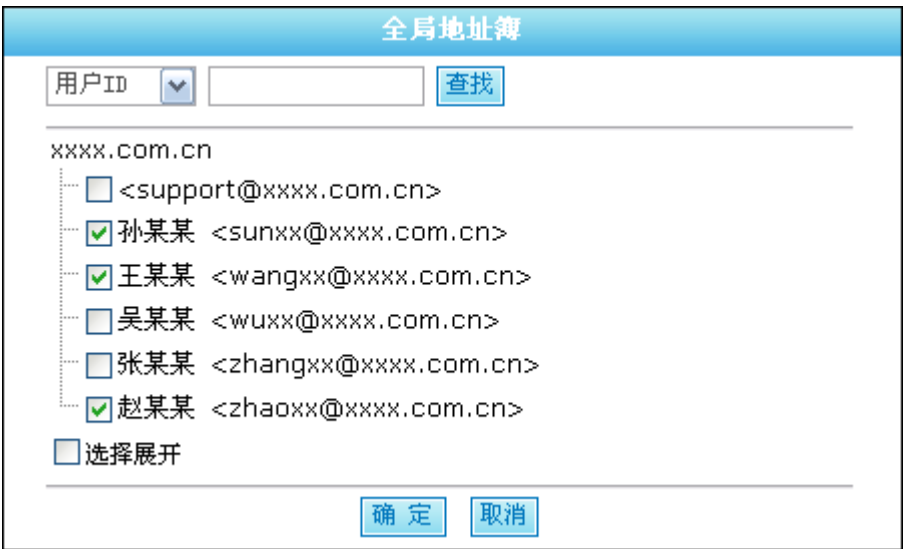 全局地址簿
用户ID 查找
xxxx.com.cn
<support@xxxx.com.cn>
孙某某 <sunxx@xxxx.com.cn>
王某某 <wangxx@xxxx.com.cn>
吴某某 <wuxx@xxxx.com.cn>
张某某 <zhangxx@xxxx.com.cn>
赵某某 <zhaoxx@xxxx.com.cn>
选择展开
确 定 取消